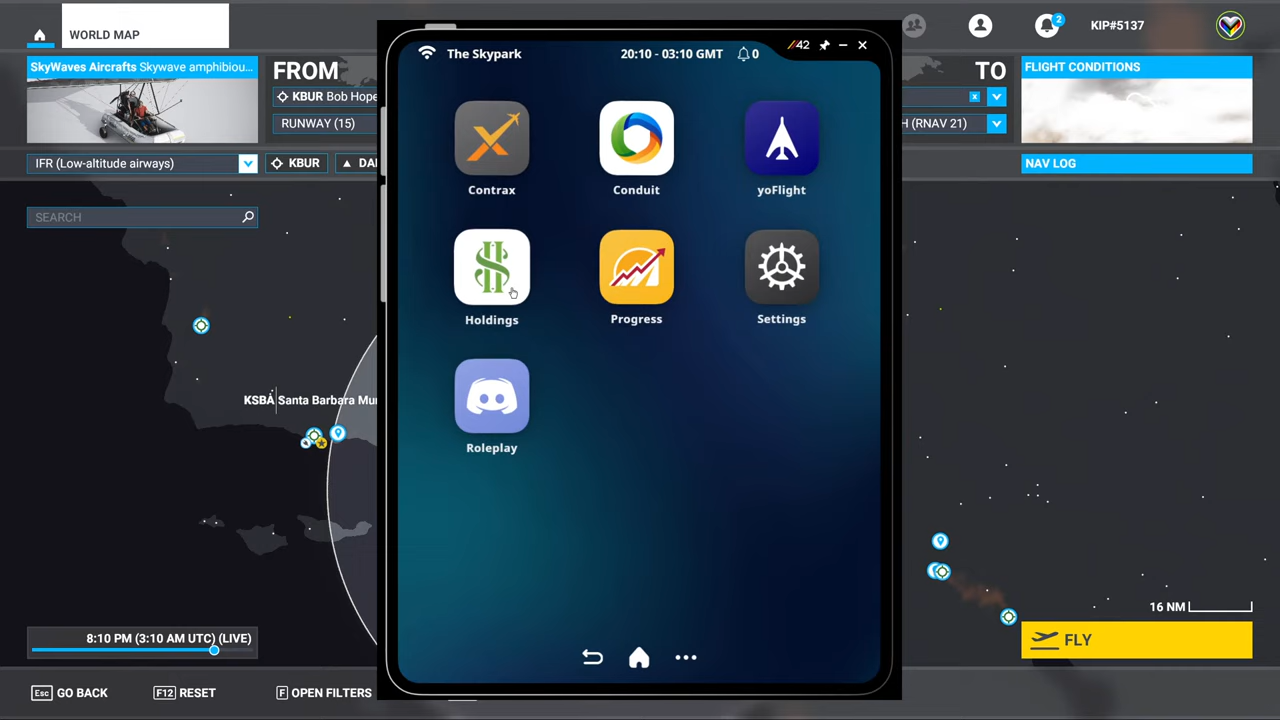 WORLD MAP
2
KIP#5137
SkyWaves Aircrafts Skywave amphibiou...
FROM
KBUR Bob Hope
RUNWAY (15)
TO
H (RNAV 21)
FLIGHT CONDITIONS
IFR (Low-altitude airways)
KBUR
NAV LOG
SEARCH
The Skypark
20:10 - 03:10 GMT
0
42
Contrax
Conduit
yoFlight
Holdings
Progress
Settings
Roleplay
KSBA Santa Barbara Mu
16 NM
8:10 PM (3:10 AM UTC) (LIVE)
FLY
Esc GO BACK
F12 RESET
F OPEN FILTERS